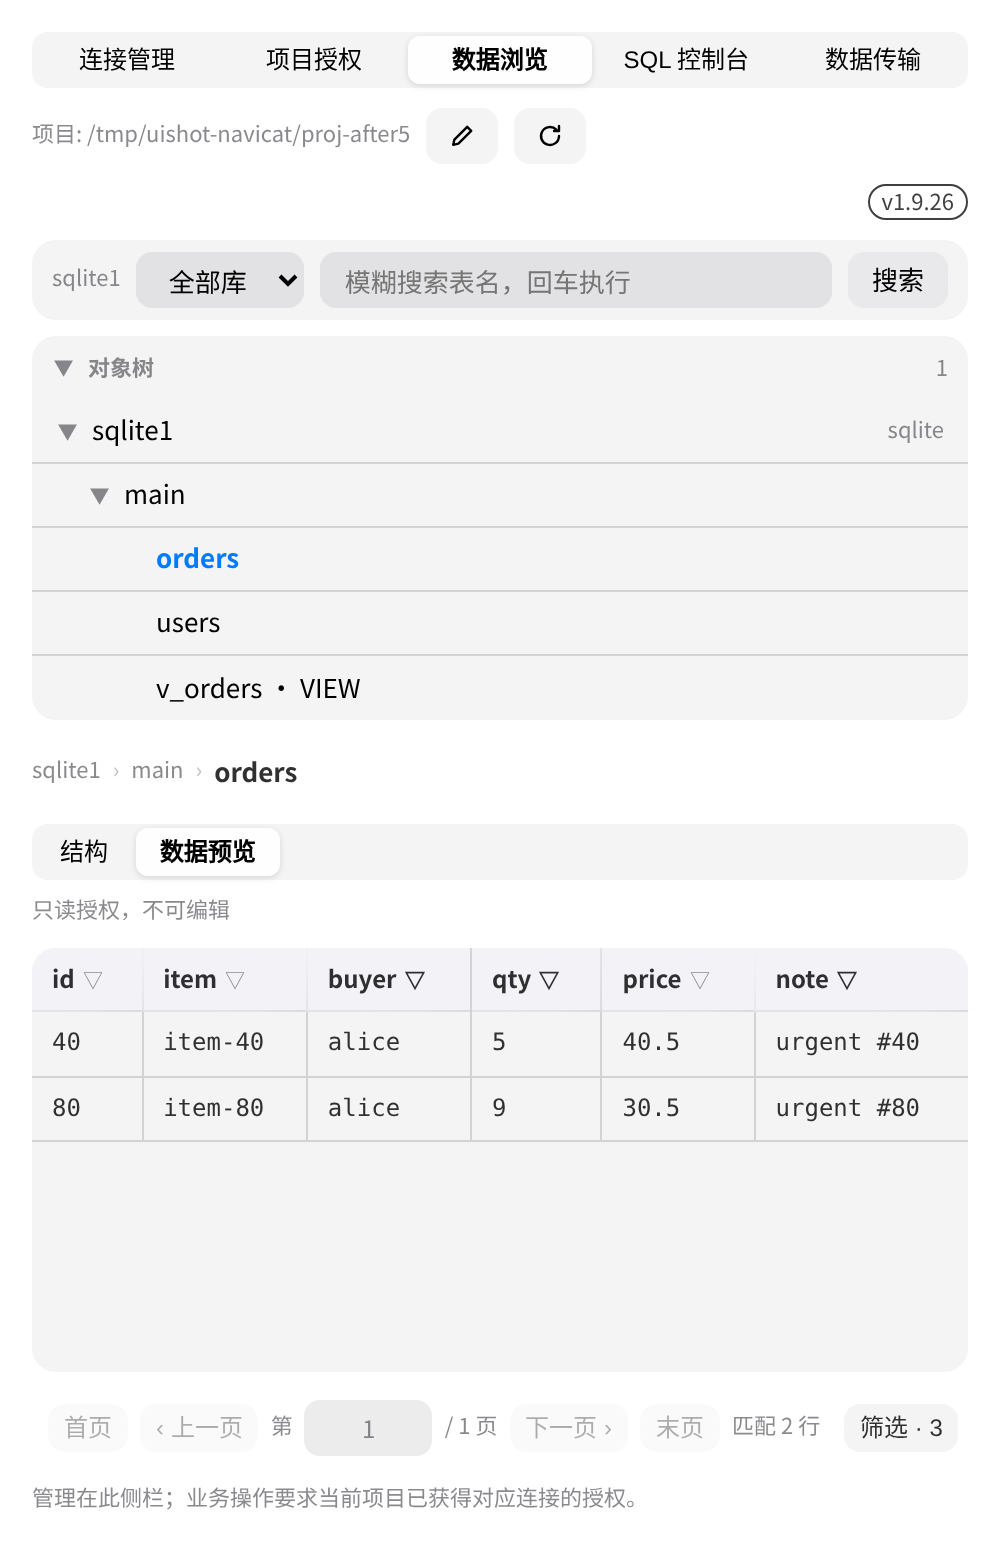 连接管理 项目授权 数据浏览 SQL 控制台 数据传输
项目: /tmp/uishot-navicat/proj-after5
v1.9.26
sqlite1 全部库 模糊搜索表名，回车执行 搜索
▼ 对象树 1
▼ sqlite1 sqlite
▼ main
orders
users
v_orders · VIEW
sqlite1 › main › orders
结构 数据预览
只读授权，不可编辑
id ▽ item ▽ buyer ▽ qty ▽ price ▽ note ▽
40 item-40 alice 5 40.5 urgent #40
80 item-80 alice 9 30.5 urgent #80
首页 ‹ 上一页 第 1 / 1 页 下一页 › 末页 匹配 2 行 筛选 · 3
管理在此侧栏；业务操作要求当前项目已获得对应连接的授权。